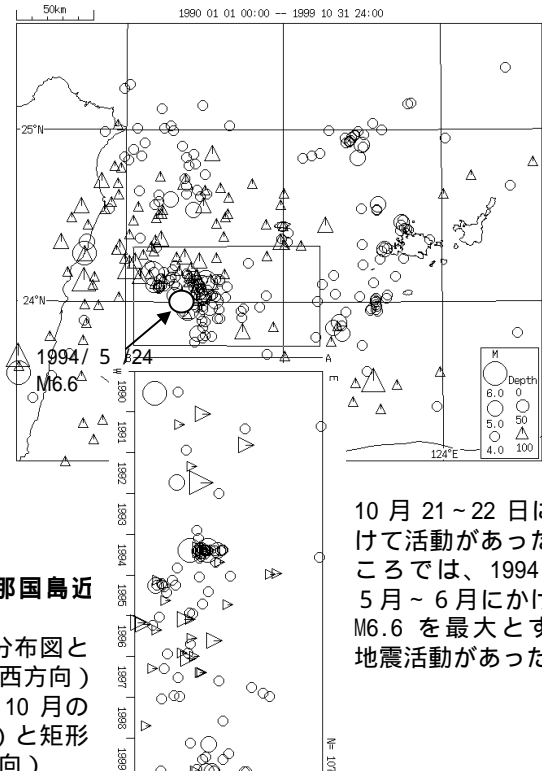 50km
1990 01 01 00:00 -- 1999 10 31 24:00
25°N
24°N
1994/ 5 /24
M6.6
B
A
M
Depth
6.0
0
5.0
50
4.0
100
124°E
W
E
1990
1991
1992
1993
1994
1995
1996
1997
1998
1999
10 月 21 ~ 22 日に
けて活動があった
ころでは、1994
5 月 ~ 6 月にかけ
M6.6 を最大とす
地震活動があった
那国島近
分布図と
西方向)
10 月の
) と矩形
向)